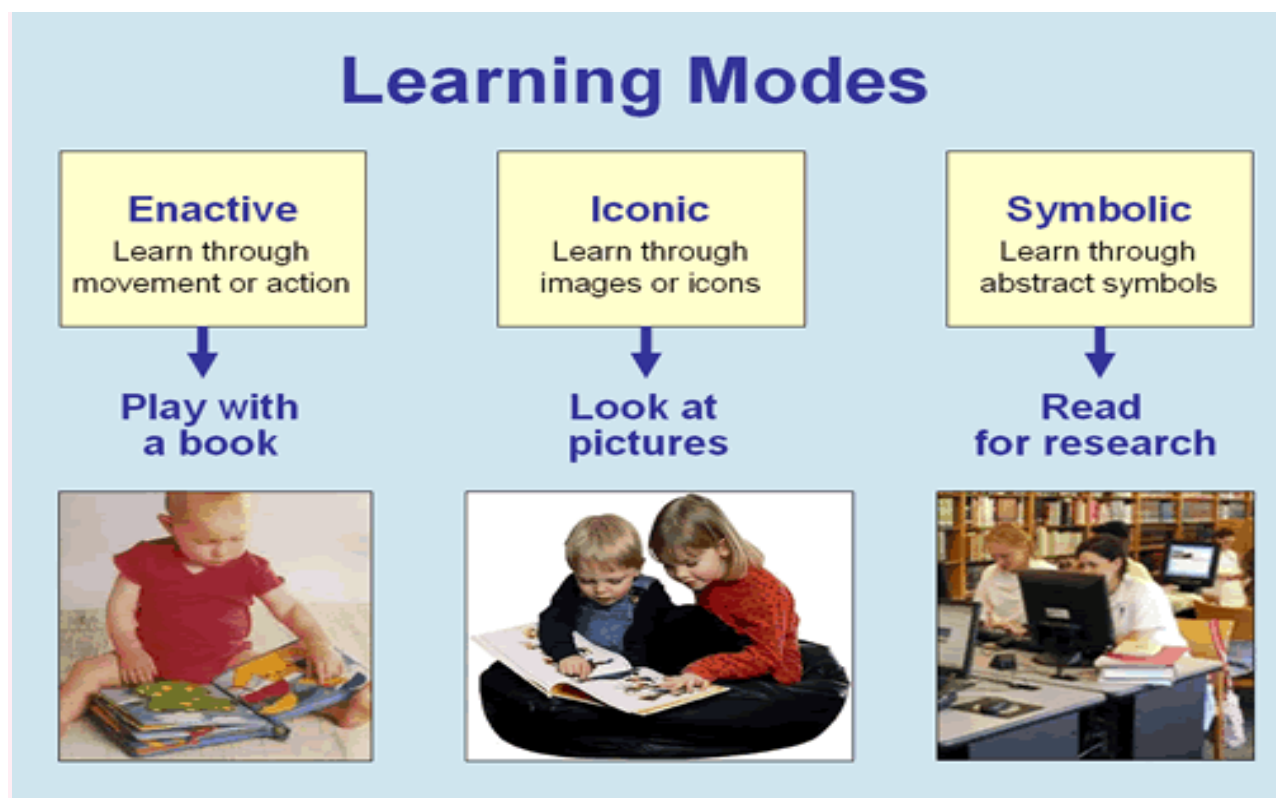 Learning Modes
Enactive
Learn through
movement or action
Iconic
Learn through
images or icons
Symbolic
Learn through
abstract symbols
Play with
a book
Look at
pictures
Read
for research